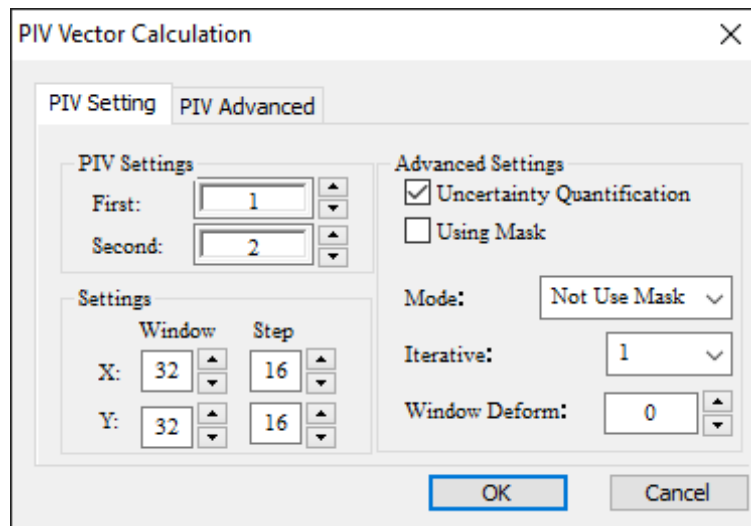 PIV Vector Calculation
PIV Setting PIV Advanced
PIV Settings
First: 1
Second: 2
Settings
Window Step
X: 32 16
Y: 32 16
Advanced Settings
Uncertainty Quantification
Using Mask
Mode: Not Use Mask
Iterative: 1
Window Deform: 0
OK Cancel